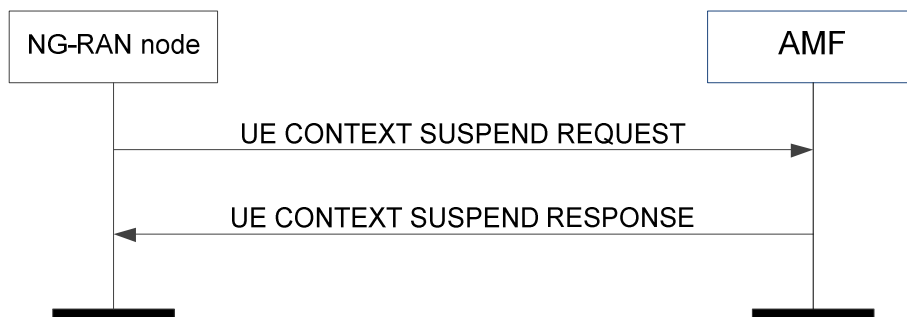 NG-RAN node
AMF
UE CONTEXT SUSPEND REQUEST
UE CONTEXT SUSPEND RESPONSE